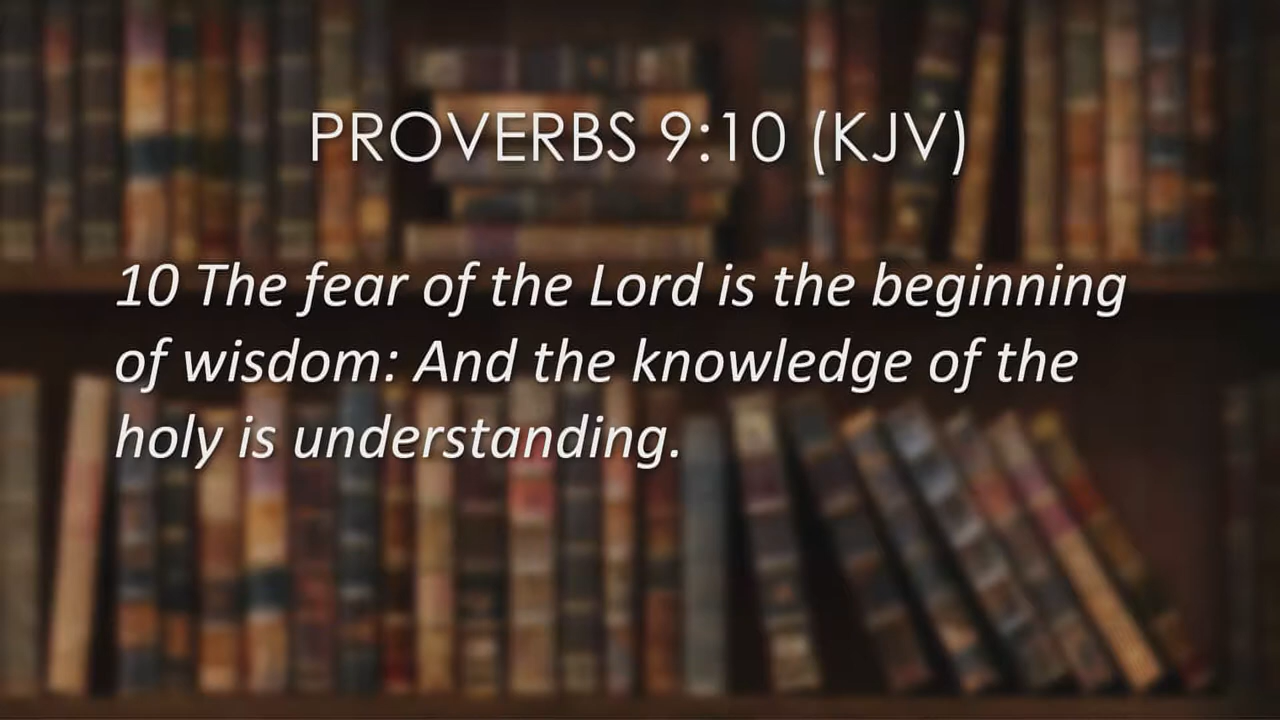 PROVERBS 9:10 (KJV)
10 The fear of the Lord is the beginning
of wisdom: And the knowledge of the
holy is understanding.